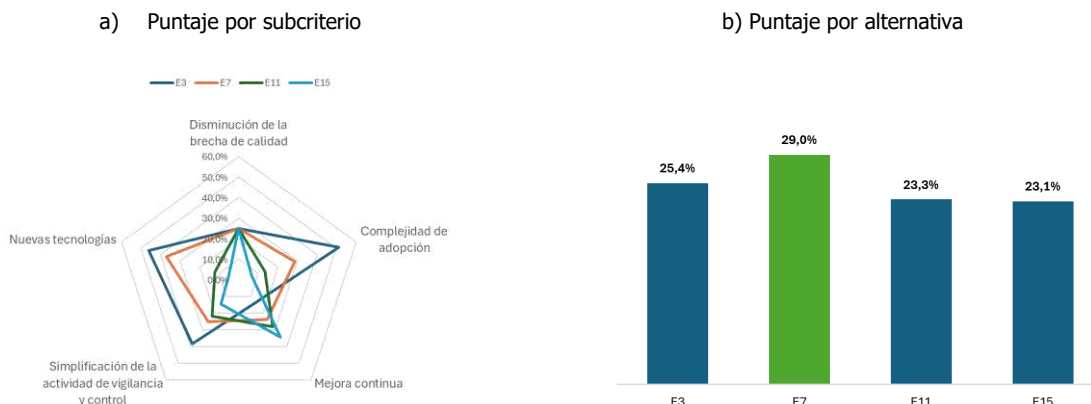 a) Puntaje por subcriterio
E3 E7 E11 E15
Disminución de la
brecha de calidad
60,0%
50,0%
40,0%
30,0%
20,0%
10,0%
0,0%
Complejidad de
adopción
Mejora continua
Simplificación de la
actividad de vigilancia
y control
Nuevas tecnologías
b) Puntaje por alternativa
25,4%
29,0%
23,3%
23,1%
E3 E7 E11 E15